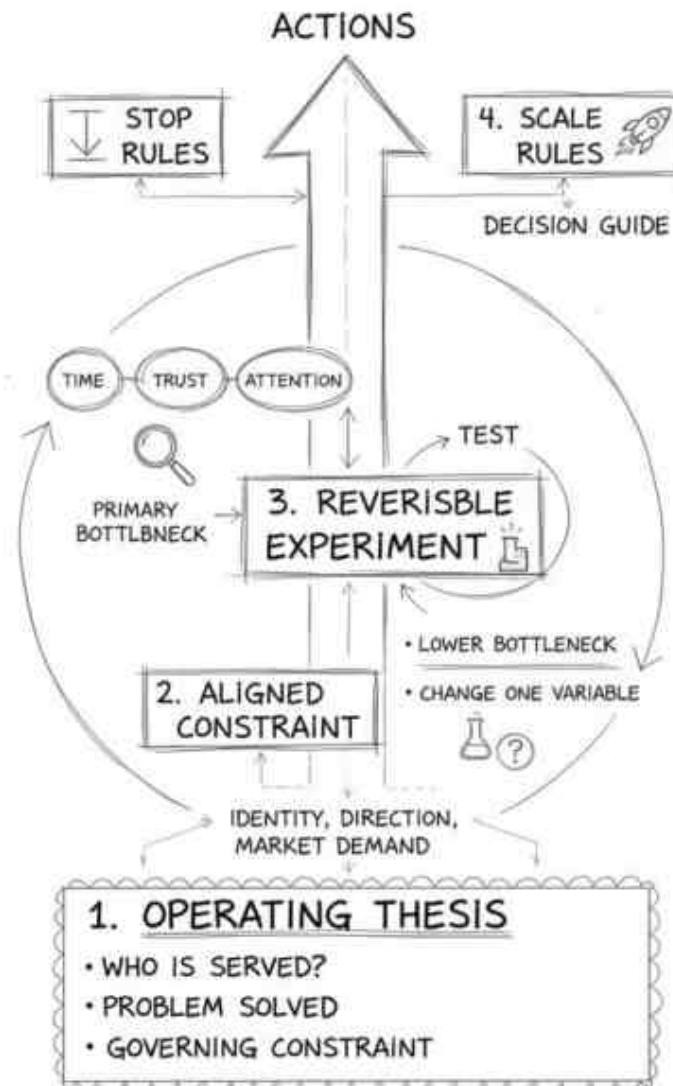 ACTIONS
STOP
RULES
4. SCALE
RULES
DECISION GUIDE
TIME
TRUST
ATTENTION
TEST
PRIMARY
BOTTLBNECK
3. REVERISBLE
EXPERIMENT
• LOWER BOTTLENECK
• CHANGE ONE VARIABLE
?
2. ALIGNED
CONSTRAINT
IDENTITY, DIRECTION,
MARKET DEMAND
1. OPERATING THESIS
• WHO IS SERVED?
• PROBLEM SOLVED
• GOVERNING CONSTRAINT